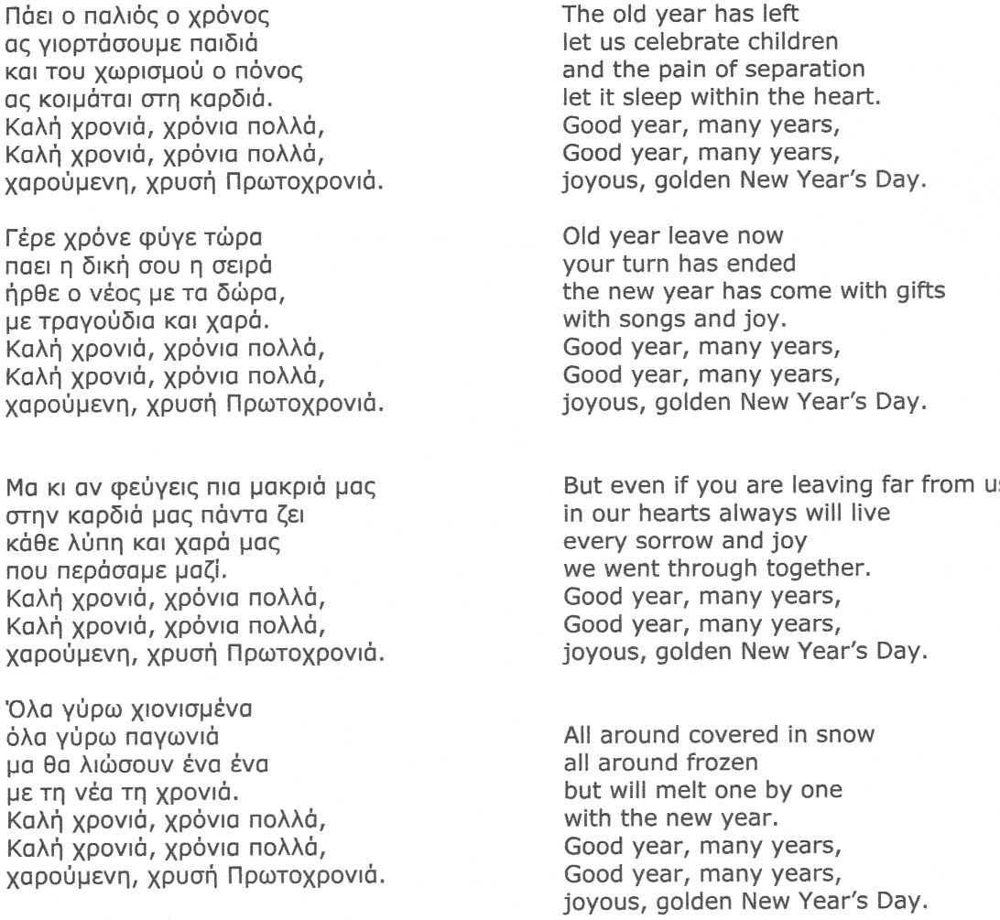 Πάει ο παλιός ο χρόνος
ας γιορτάσουμε παιδιά
και του χωρισμού ο πόνος
ας κοιμάται στη καρδιά.
Καλή χρονιά, χρόνια πολλά,
Καλή χρονιά, χρόνια πολλά,
χαρούμενη, χρυσή Πρωτοχρονιά.

Γέρε χρόνε φύγε τώρα
παει η δική σου η σειρά
ήρθε ο νέος με τα δώρα,
με τραγούδια και χαρά.
Καλή χρονιά, χρόνια πολλά,
Καλή χρονιά, χρόνια πολλά,
χαρούμενη, χρυσή Πρωτοχρονιά.

Μα κι αν φεύγεις πια μακριά μας
στην καρδιά μας πάντα ζει
κάθε λύπη και χαρά μας
που περάσαμε μαζί.
Καλή χρονιά, χρόνια πολλά,
Καλή χρονιά, χρόνια πολλά,
χαρούμενη, χρυσή Πρωτοχρονιά.

Όλα γύρω χιονισμένα
όλα γύρω παγωνιά
μα θα λιώσουν ένα ένα
με τη νέα τη χρονιά.
Καλή χρονιά, χρόνια πολλά,
Καλή χρονιά, χρόνια πολλά,
χαρούμενη, χρυσή Πρωτοχρονιά.

The old year has left
let us celebrate children
and the pain of separation
let it sleep within the heart.
Good year, many years,
Good year, many years,
joyous, golden New Year's Day.

Old year leave now
your turn has ended
the new year has come with gifts
with songs and joy.
Good year, many years,
Good year, many years,
joyous, golden New Year's Day.

But even if you are leaving far from us
in our hearts always will live
every sorrow and joy
we went through together.
Good year, many years,
Good year, many years,
joyous, golden New Year's Day.

All around covered in snow
all around frozen
but will melt one by one
with the new year.
Good year, many years,
Good year, many years,
joyous, golden New Year's Day.